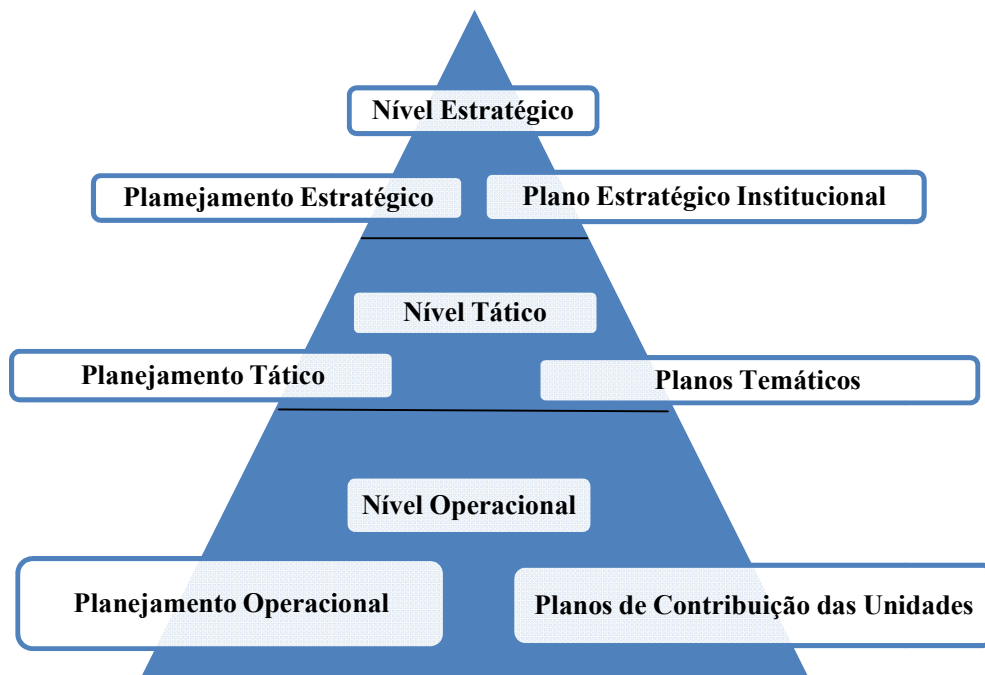 Nível Estratégico
Plamejamento Estratégico
Plano Estratégico Institucional
Nível Tático
Planejamento Tático
Planos Temáticos
Nível Operacional
Planejamento Operacional
Planos de Contribuição das Unidades